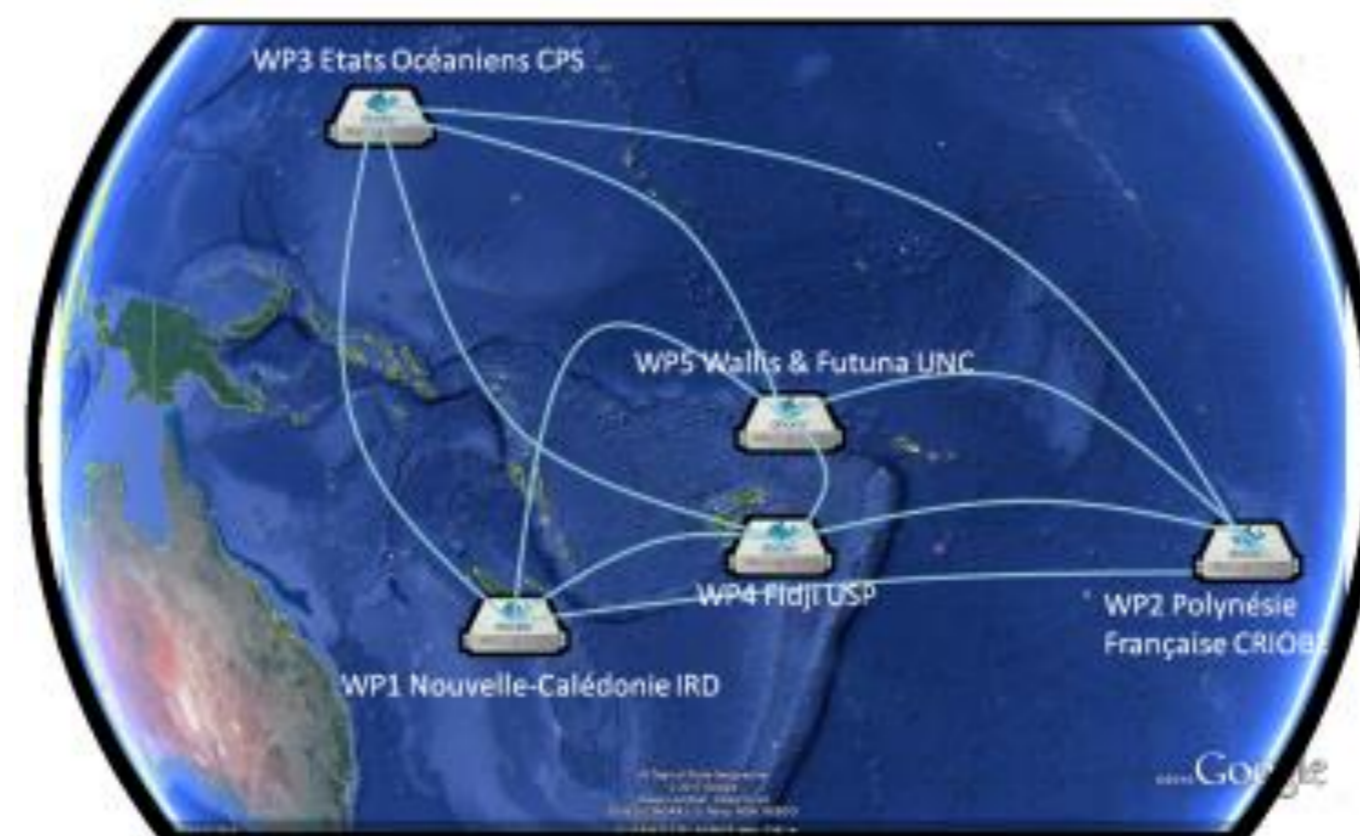 WP3 Etats Océaniens CPS
WP5 Wallis & Futuna UNC
WP4 Fidji USP
WP2 Polynésie
Française CRIOBE
WP1 Nouvelle-Calédonie IRD
Google